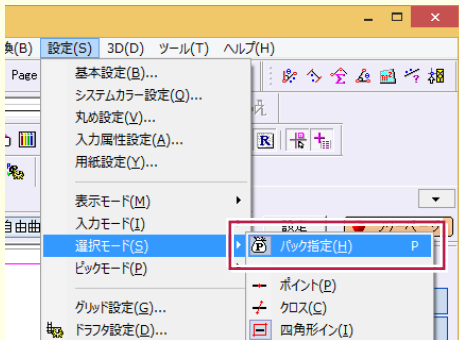 換(B) 設定(S) 3D(D) ツール(T) ヘルプ(H)
Page
基本設定(B)...
システムカラー設定(Q)...
丸め設定(V)...
入力属性設定(A)...
用紙設定(Y)...
表示モード(M)
入力モード(I)
選択モード(S)
ピックモード(P)
グリッド設定(G)...
ドラフタ設定(D)...
自由曲
R
設定
パック指定(H) P
ポイント(P)
クロス(C)
四角形イン(I)